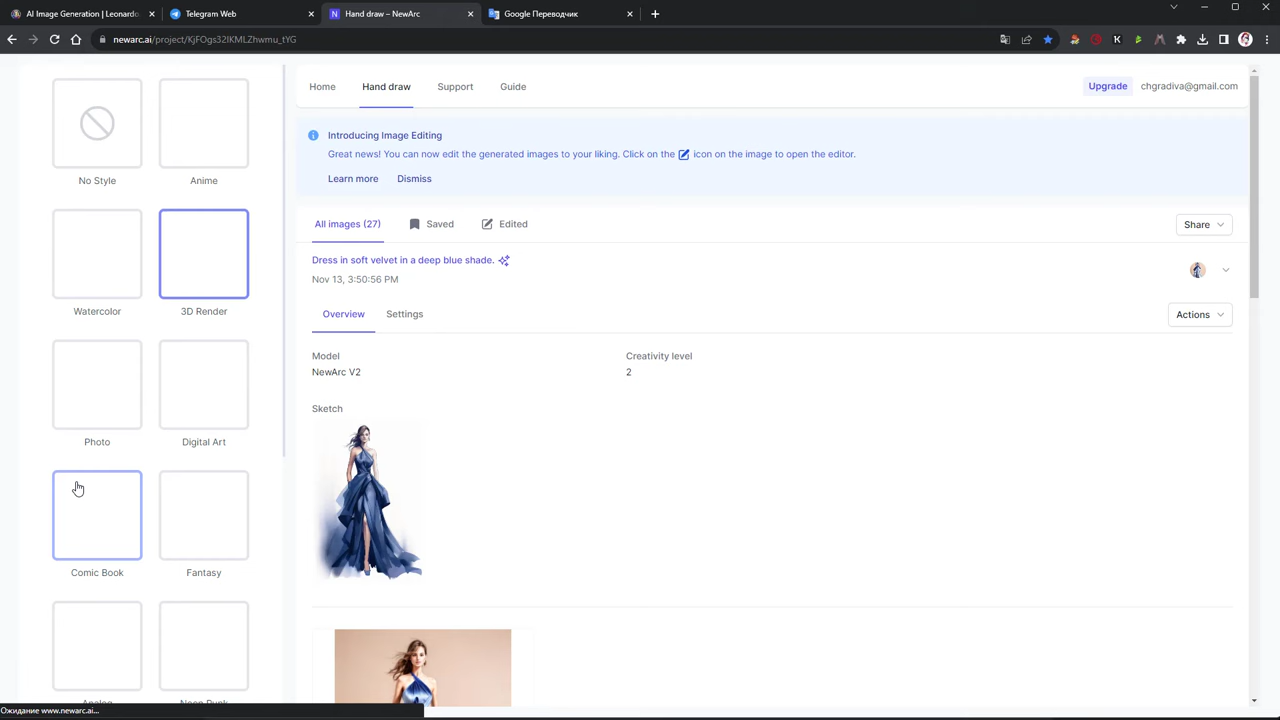 AI Image Generation | Leonardo
Telegram Web
Hand draw – NewArc
Google Переводчик
newarc.ai/project/KjFOgs32IKMLZhwmu_tYG
Home
Hand draw
Support
Guide
Upgrade
chgradiva@gmail.com
Introducing Image Editing
Great news! You can now edit the generated images to your liking. Click on the icon on the image to open the editor.
Learn more
Dismiss
No Style
Anime
Watercolor
3D Render
Photo
Digital Art
Comic Book
Fantasy
Analog
Neon Punk
All images (27)
Saved
Edited
Share
Dress in soft velvet in a deep blue shade.
Nov 13, 3:50:56 PM
Overview
Settings
Actions
Model
NewArc V2
Creativity level
2
Sketch
Ожидание www.newarc.ai...